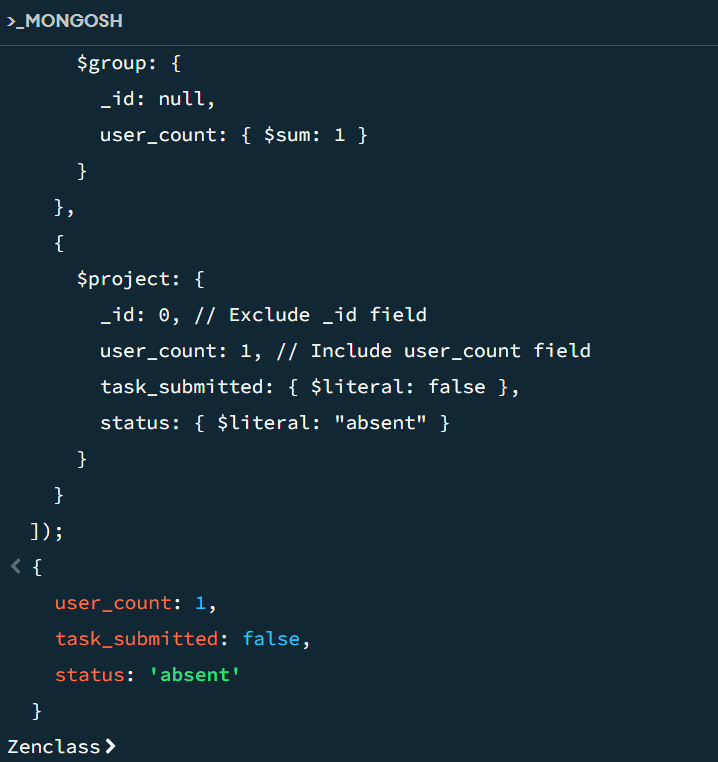 >_MONGOSH
$group: {
_id: null,
user_count: { $sum: 1 }
}
},
{
$project: {
_id: 0, // Exclude _id field
user_count: 1, // Include user_count field
task_submitted: { $literal: false },
status: { $literal: "absent" }
}
}
]);
< {
user_count: 1,
task_submitted: false,
status: 'absent'
}
Zenclass>